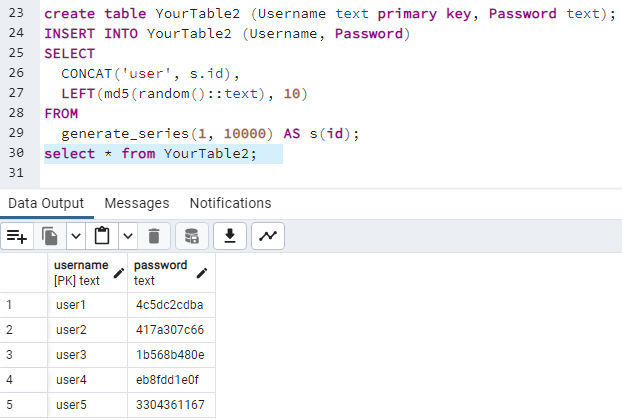 23 create table YourTable2 (Username text primary key, Password text);
24 INSERT INTO YourTable2 (Username, Password)
25 SELECT
26 CONCAT('user', s.id),
27 LEFT(md5(random()::text), 10)
28 FROM
29 generate_series(1, 10000) AS s(id);
30 select * from YourTable2;
31
Data Output Messages Notifications
username password
[PK] text text
1 user1 4c5dc2cdba
2 user2 417a307c66
3 user3 1b568b480e
4 user4 eb8fdd1e0f
5 user5 3304361167